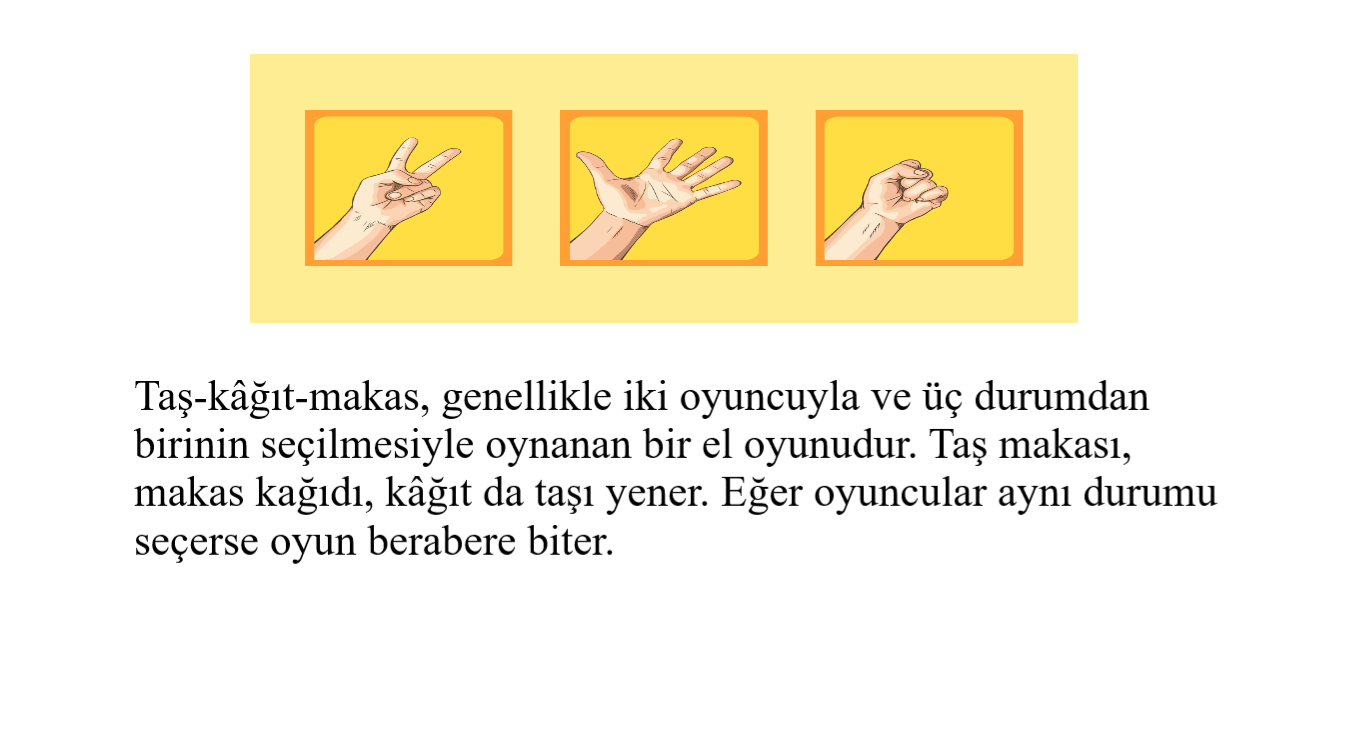 Taş-kâğıt-makas, genellikle iki oyuncuyla ve üç durumdan
birinin seçilmesiyle oynanan bir el oyunudur. Taş makası,
makas kağıdı, kâğıt da taşı yener. Eğer oyuncular aynı durumu
seçerse oyun berabere biter.